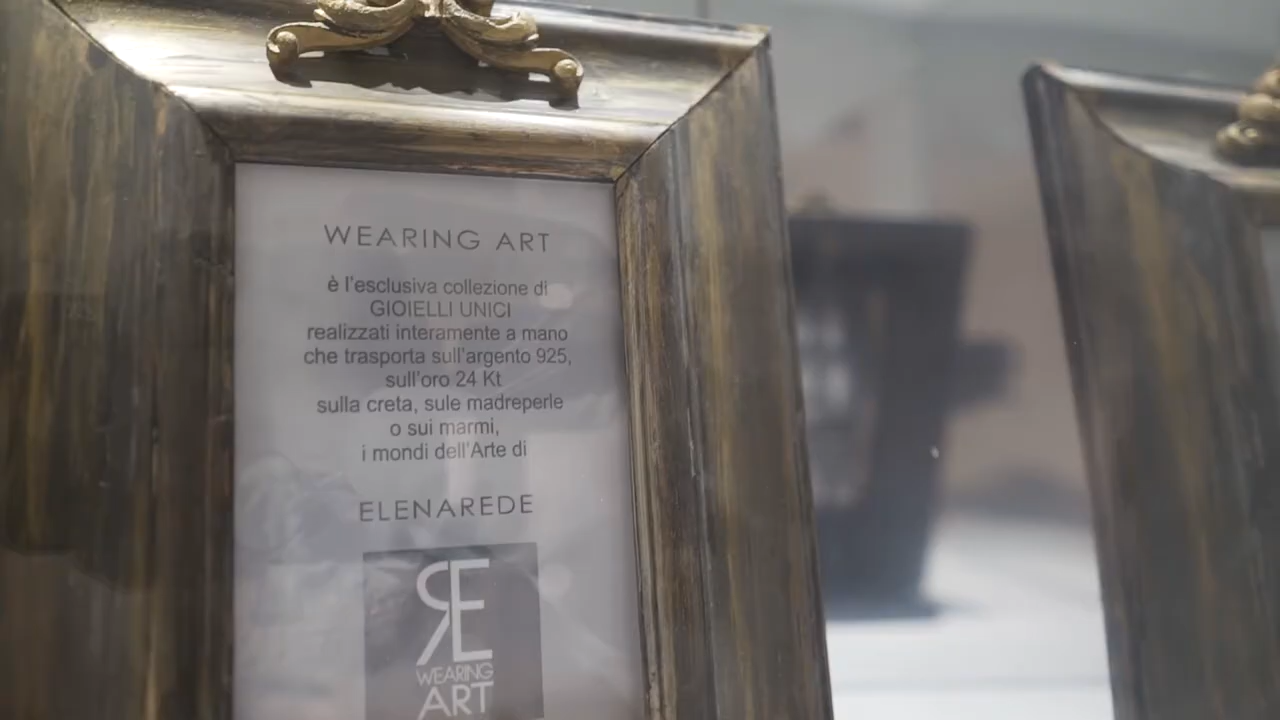 WEARING ART
è l'esclusiva collezione di
GIOIELLI UNICI
realizzati interamente a mano
che trasporta sull'argento 925,
sull'oro 24 Kt
sulla creta, sule madreperle
o sui marmi,
i mondi dell'Arte di
ELENAREDE
RE
WEARING
ART